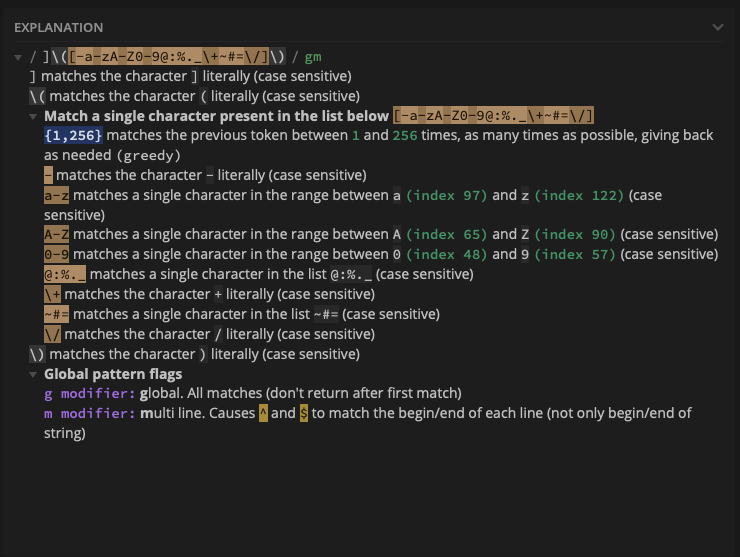 EXPLANATION
/ ]\([-a-zA-Z0-9@:%._\+~#=\/]\) / gm
] matches the character ] literally (case sensitive)
\( matches the character ( literally (case sensitive)
Match a single character present in the list below [-a-zA-Z0-9@:%._\+~#=\/]
{1,256} matches the previous token between 1 and 256 times, as many times as possible, giving back
as needed (greedy)
- matches the character - literally (case sensitive)
a-z matches a single character in the range between a (index 97) and z (index 122) (case
sensitive)
A-Z matches a single character in the range between A (index 65) and Z (index 90) (case sensitive)
0-9 matches a single character in the range between 0 (index 48) and 9 (index 57) (case sensitive)
@:%._ matches a single character in the list @:%._ (case sensitive)
\+ matches the character + literally (case sensitive)
~#= matches a single character in the list ~#= (case sensitive)
\/ matches the character / literally (case sensitive)
\) matches the character ) literally (case sensitive)
Global pattern flags
g modifier: global. All matches (don't return after first match)
m modifier: multi line. Causes ^ and $ to match the begin/end of each line (not only begin/end of
string)